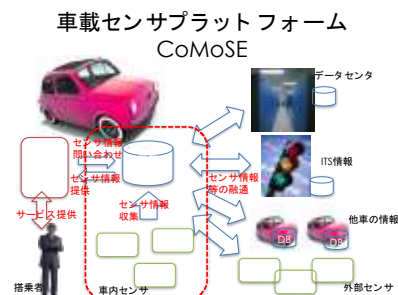 車載センサプラットフォーム
CoMoSE
データセンタ
センサ情報
問い合わせ
センサ情報
提供
センサ情報
収集
センサ情報
等の融通
ITS情報
サービス提供
他車の情報
DB
DB
搭乗者
車内センサ
外部センサ